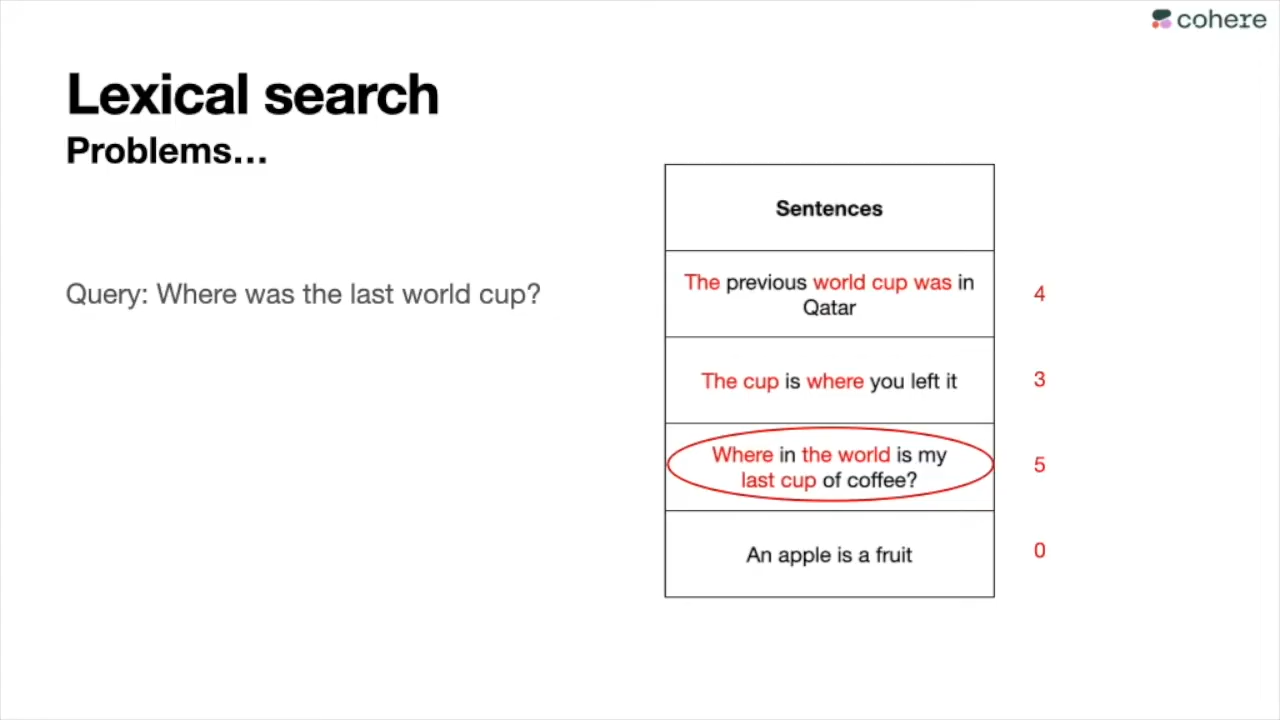 cohere
Lexical search
Problems…
Query: Where was the last world cup?
Sentences
The previous world cup was in
Qatar
4
The cup is where you left it
3
Where in the world is my
last cup of coffee?
5
An apple is a fruit
0